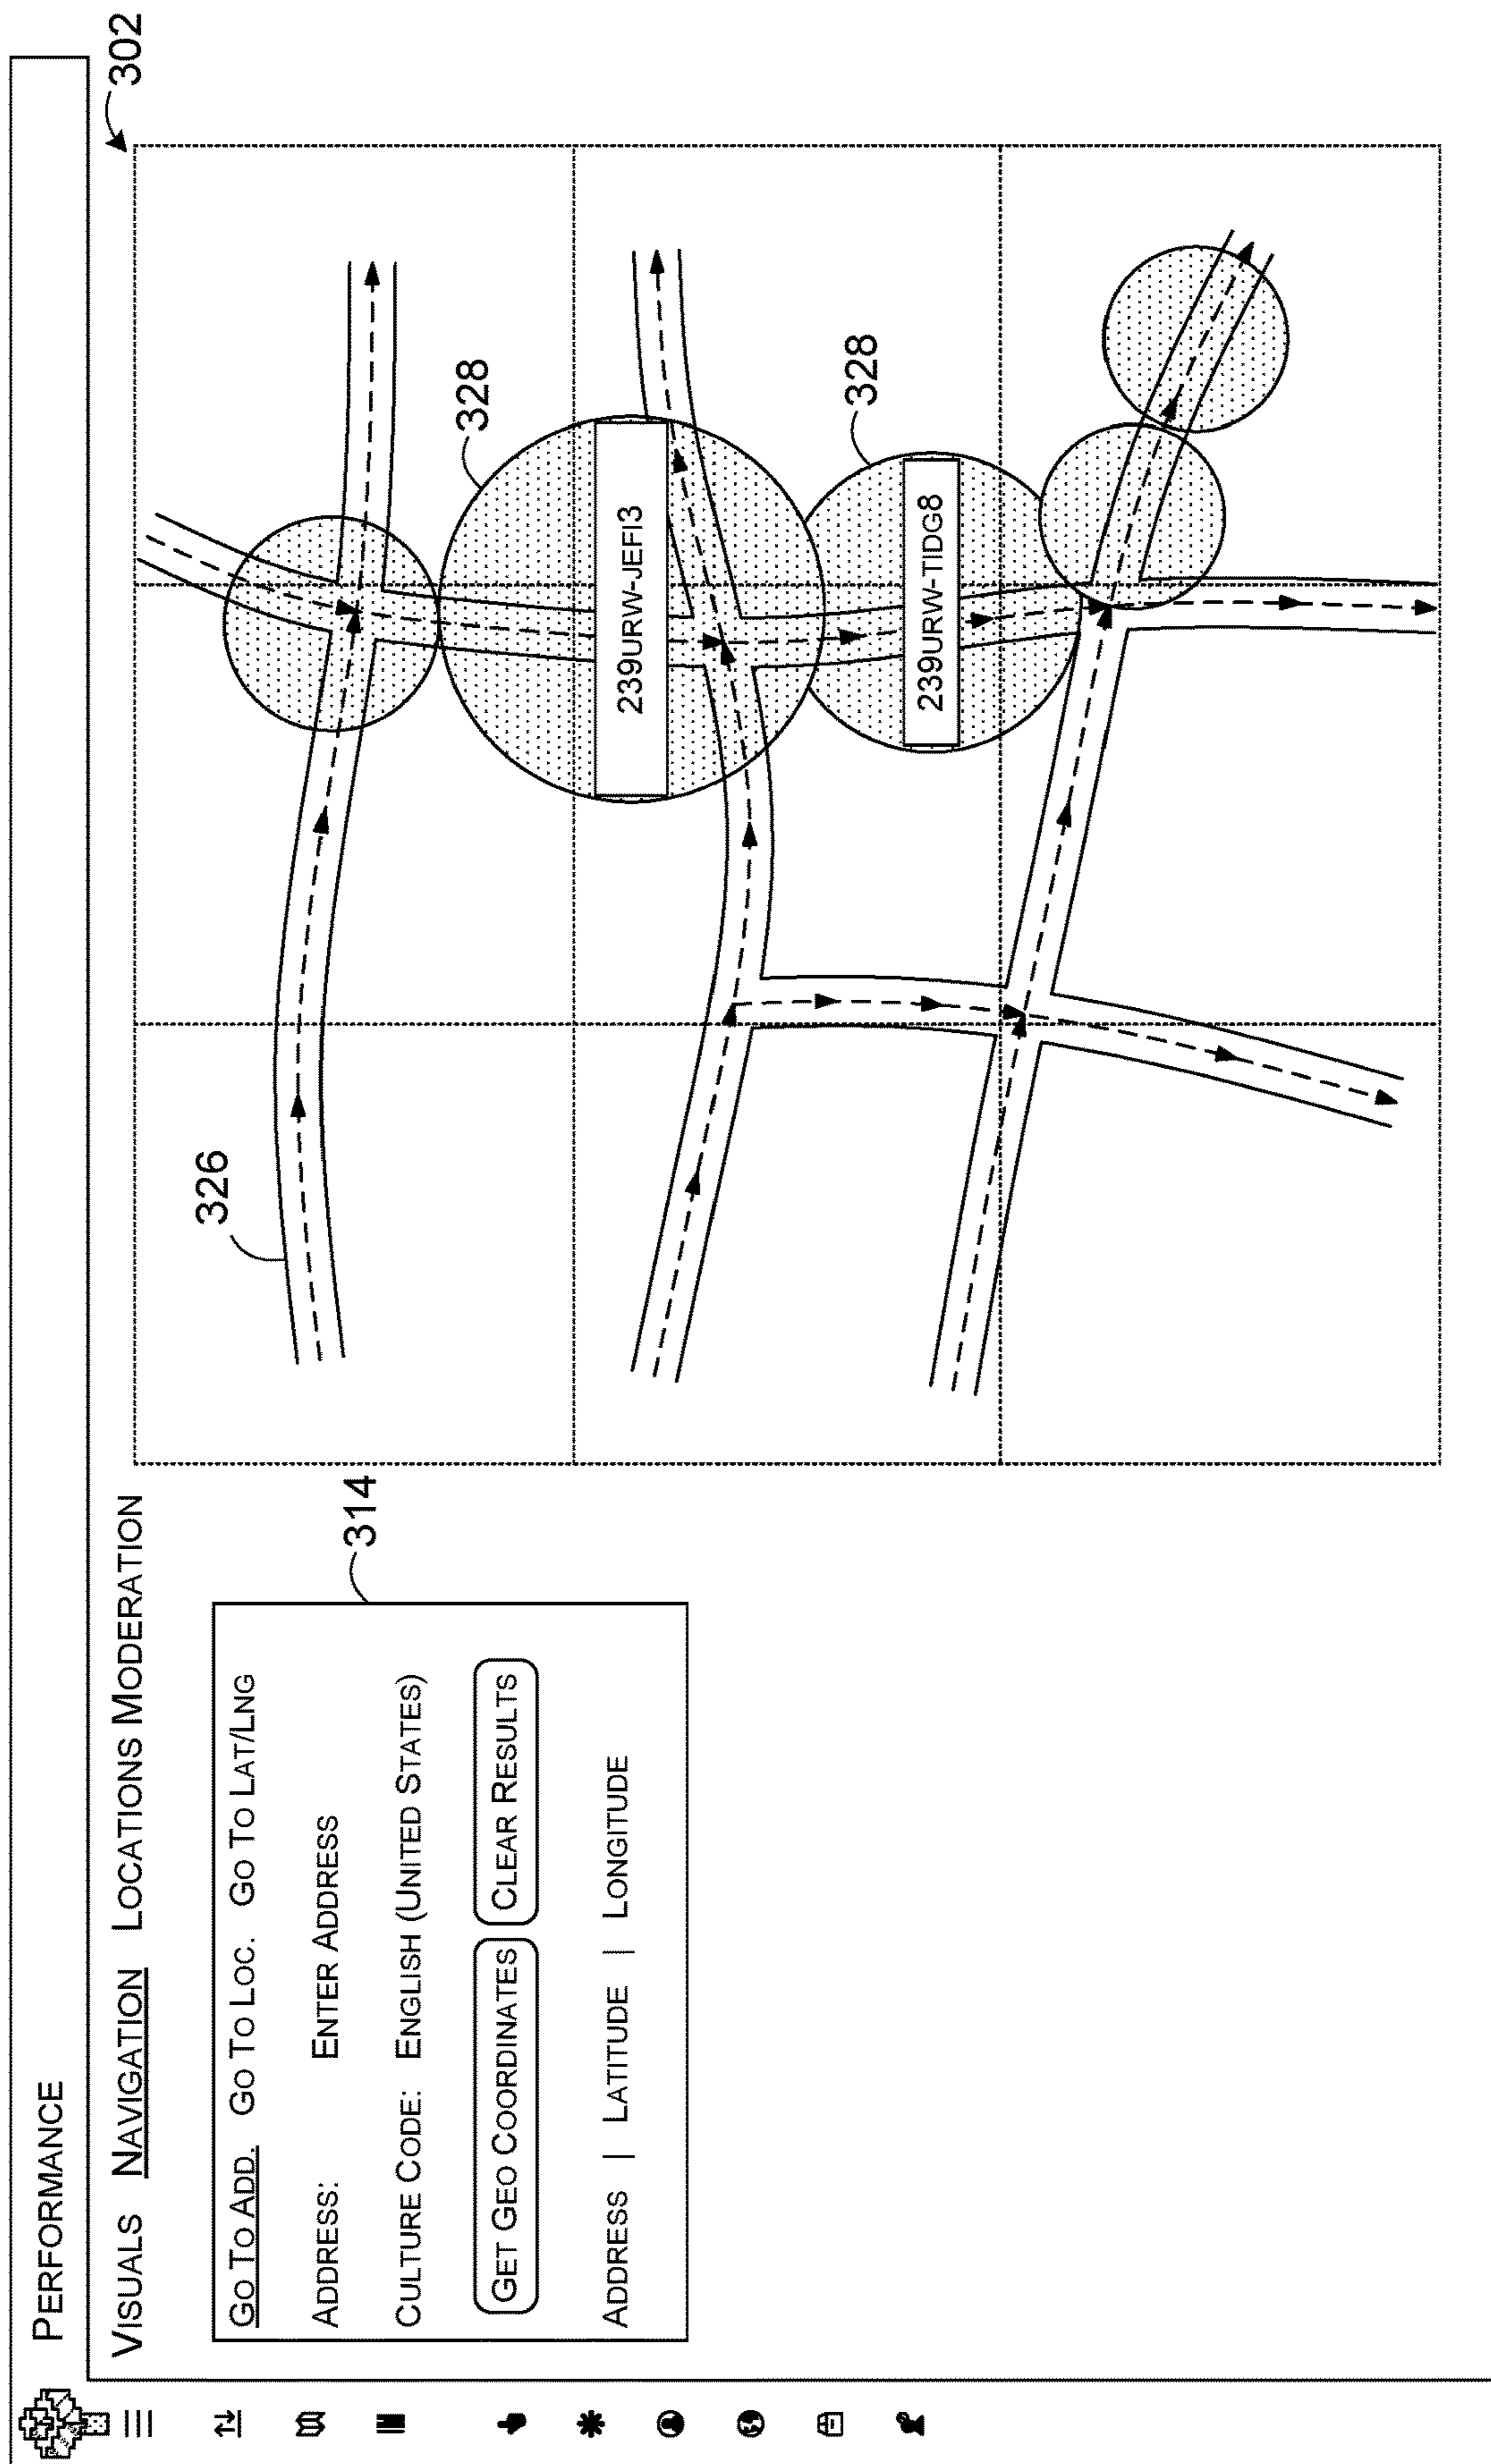 PERFORMANCE
VISUALS NAVIGATION LOCATIONS MODERATION
302
GO TO ADD. GO TO LOC. GO TO LAT/LNG
ADDRESS: ENTER ADDRESS
CULTURE CODE: ENGLISH (UNITED STATES)
GET GEO COORDINATES CLEAR RESULTS
ADDRESS | LATITUDE | LONGITUDE
314
326
328
239URW-JEFI3
328
239URW-TIDG8